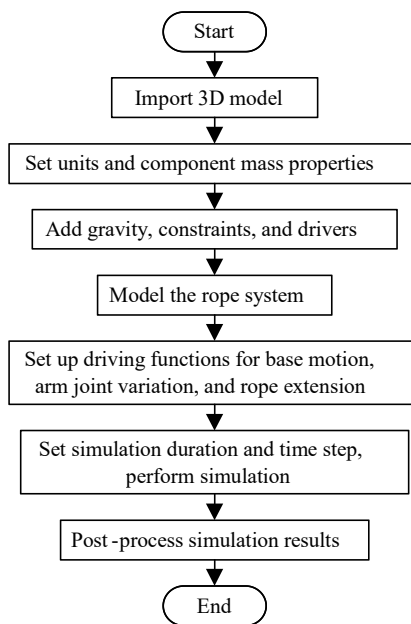 Start
Import 3D model
Set units and component mass properties
Add gravity, constraints, and drivers
Model the rope system
Set up driving functions for base motion,
arm joint variation, and rope extension
Set simulation duration and time step,
perform simulation
Post-process simulation results
End